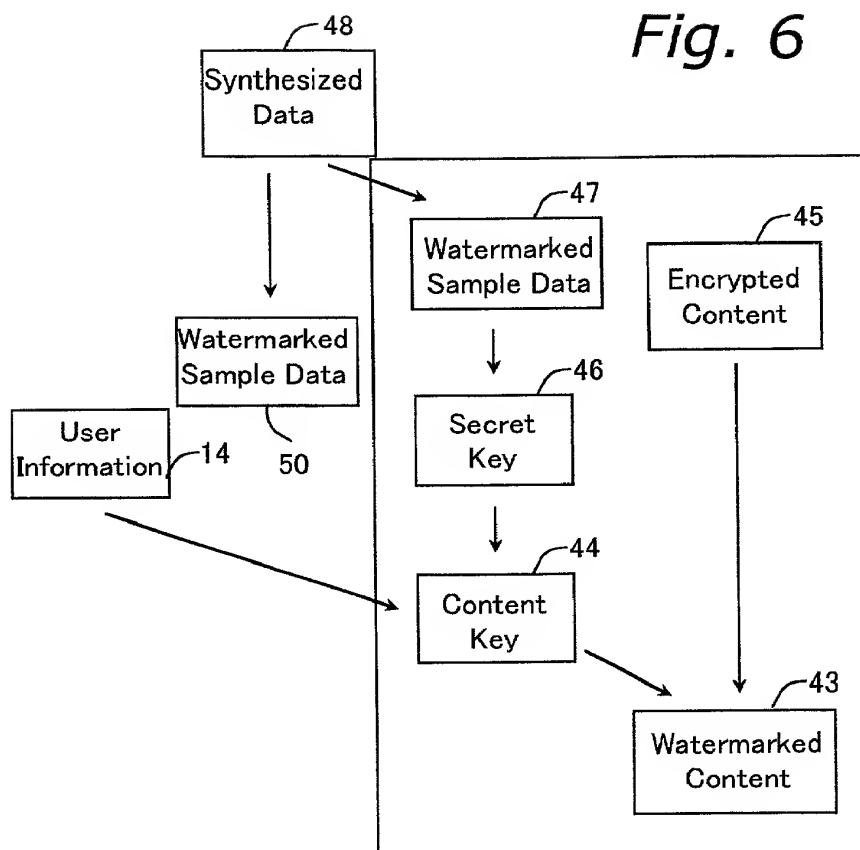 Fig. 6
48
Synthesized
Data
47
Watermarked
Sample Data
45
Encrypted
Content
Watermarked
Sample Data
50
46
Secret
Key
User
Information
14
44
Content
Key
43
Watermarked
Content